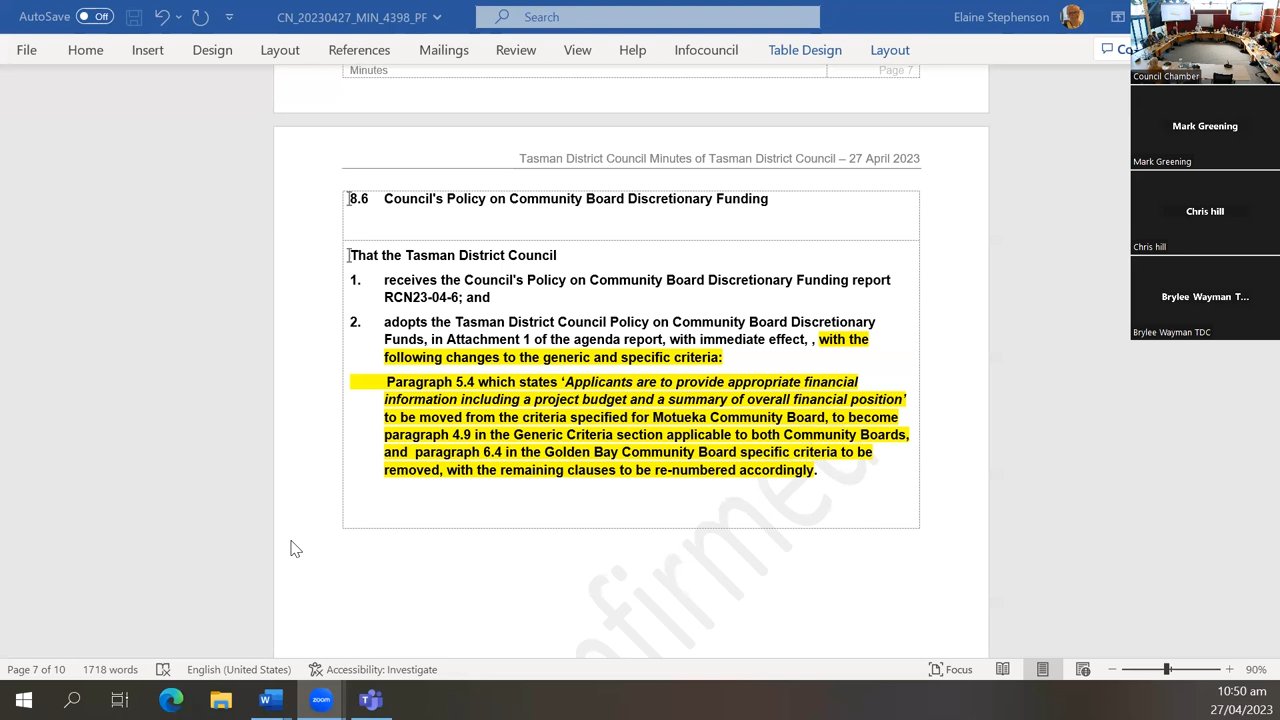 AutoSave Off CN_20230427_MIN_4398_PF Search Elaine Stephenson
File Home Insert Design Layout References Mailings Review View Help Infocouncil Table Design Layout
Minutes Page 7
Tasman District Council Minutes of Tasman District Council – 27 April 2023
8.6 Council's Policy on Community Board Discretionary Funding
That the Tasman District Council
1. receives the Council's Policy on Community Board Discretionary Funding report
RCN23-04-6; and
2. adopts the Tasman District Council Policy on Community Board Discretionary
Funds, in Attachment 1 of the agenda report, with immediate effect, , with the
following changes to the generic and specific criteria:
Paragraph 5.4 which states ‘Applicants are to provide appropriate financial
information including a project budget and a summary of overall financial position’
to be moved from the criteria specified for Motueka Community Board, to become
paragraph 4.9 in the Generic Criteria section applicable to both Community Boards,
and paragraph 6.4 in the Golden Bay Community Board specific criteria to be
removed, with the remaining clauses to be re-numbered accordingly.
Council Chamber
Mark Greening
Mark Greening
Chris hill
Chris hill
Brylee Wayman T...
Brylee Wayman TDC
Page 7 of 10 1718 words English (United States) Accessibility: Investigate Focus 90%
zoom
10:50 am
27/04/2023